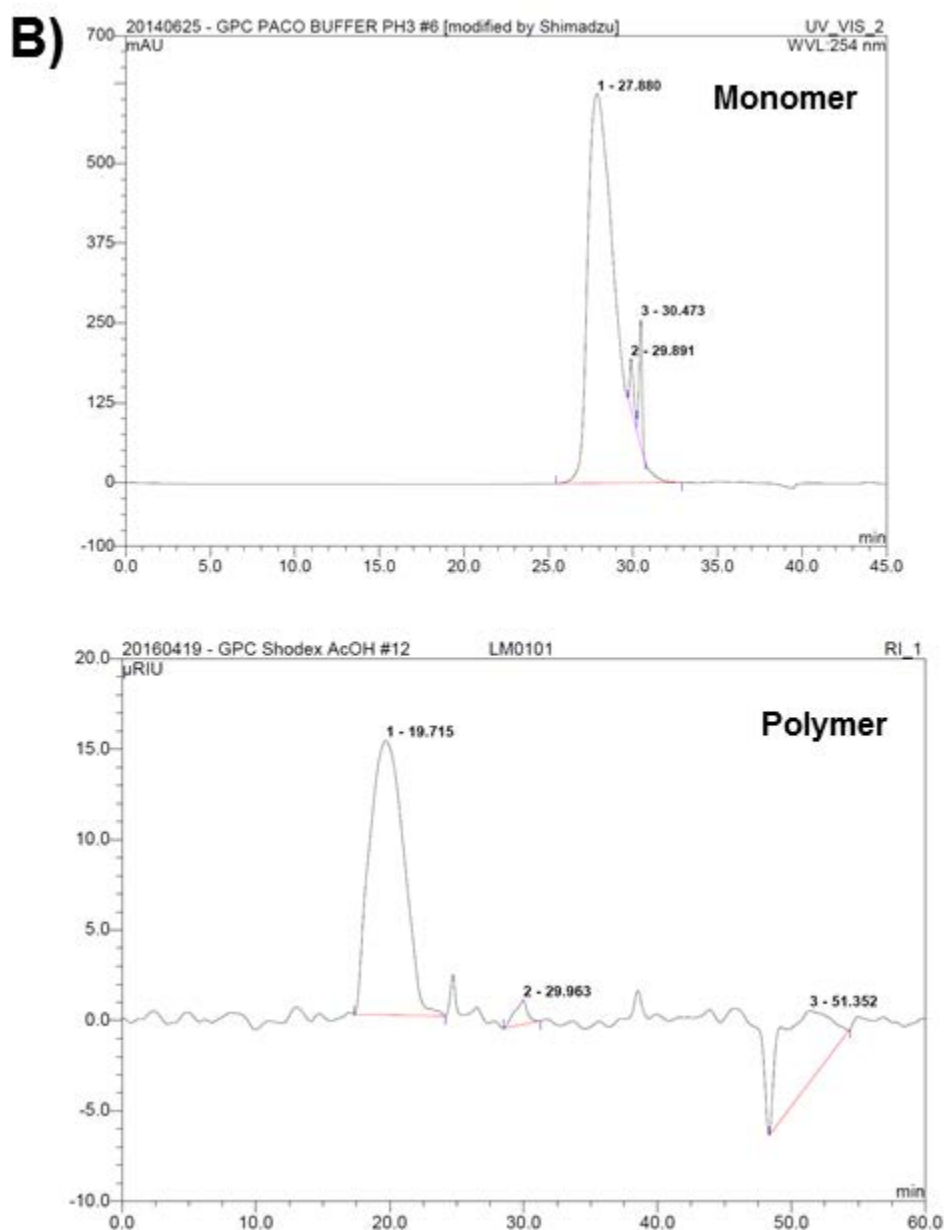 B)
20140625 - GPC PACO BUFFER PH3 #6 [modified by Shimadzu] UV_VIS_2
mAU WVL:254 nm
Monomer
1 - 27.880
3 - 30.473
2 - 29.891
700
500
375
250
125
0
-100
min
0.0 5.0 10.0 15.0 20.0 25.0 30.0 35.0 40.0 45.0
20160419 - GPC Shodex AcOH #12 LM0101 RI_1
µRIU
Polymer
1 - 19.715
2 - 29.963
3 - 51.352
20.0
15.0
10.0
5.0
0.0
-5.0
-10.0
min
0.0 10.0 20.0 30.0 40.0 50.0 60.0